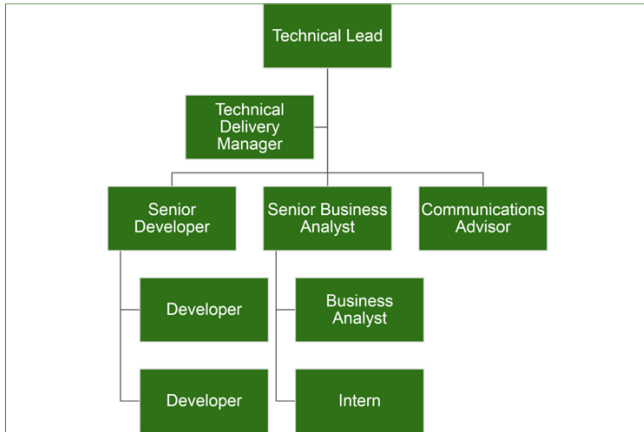 Technical Lead
Technical
Delivery
Manager
Senior
Developer
Senior Business
Analyst
Communications
Advisor
Developer
Business
Analyst
Developer
Intern